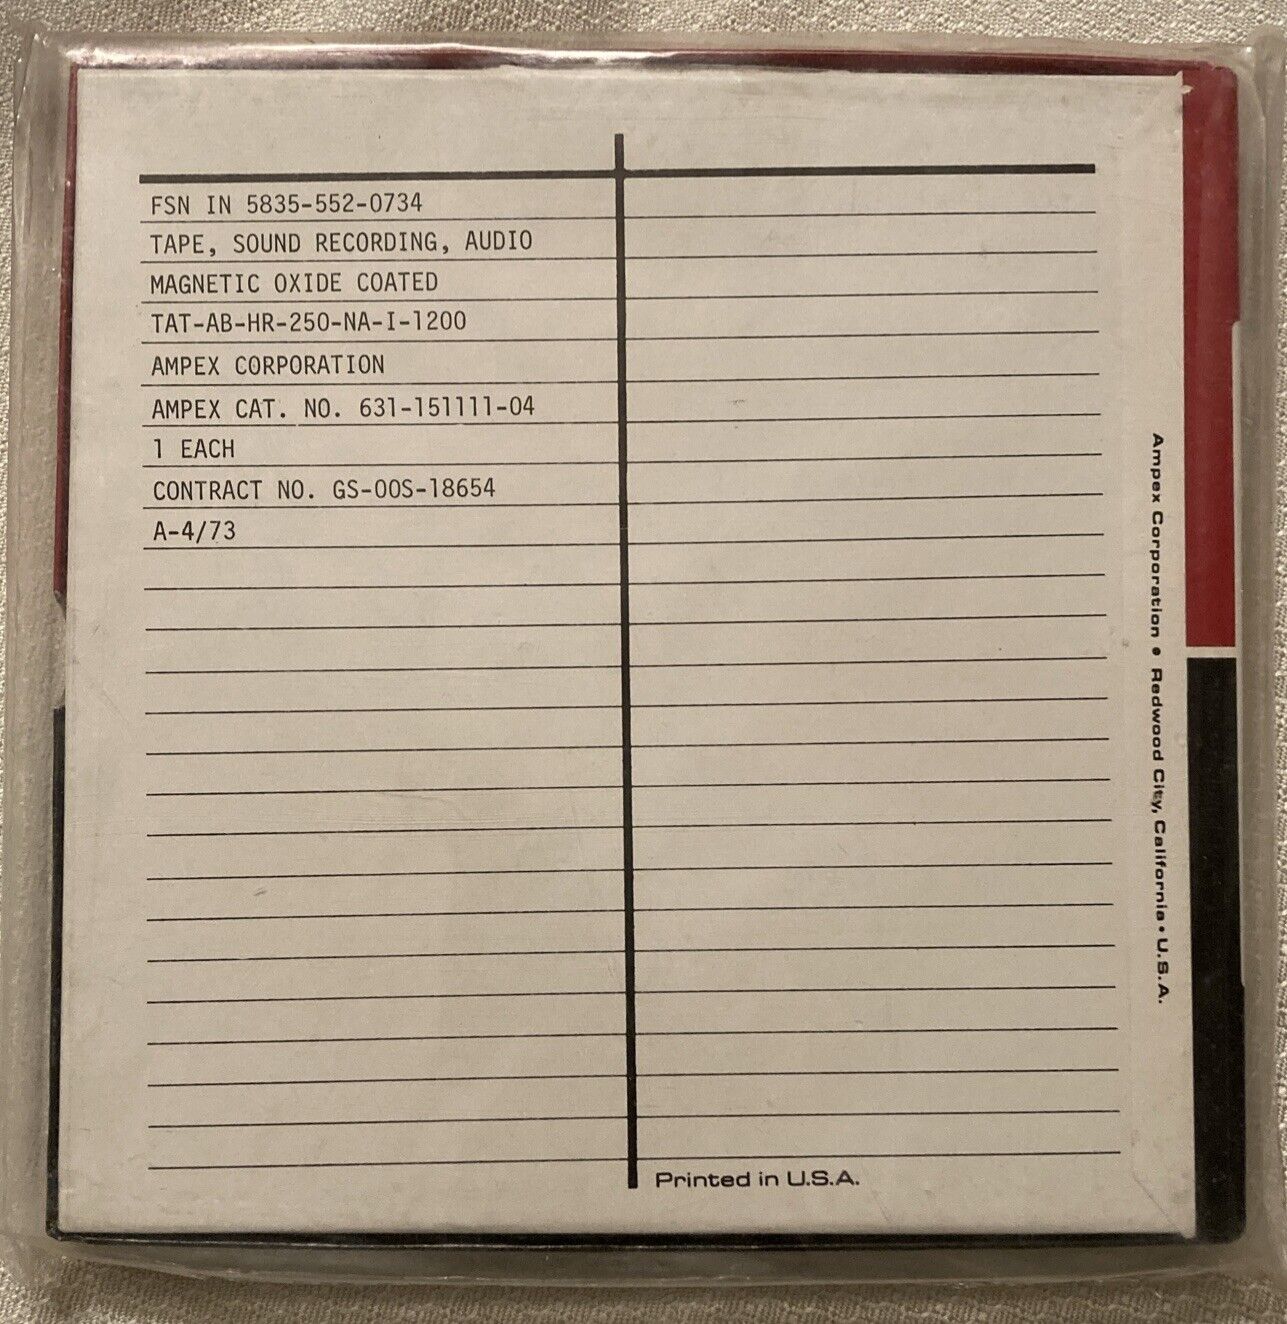 FSN IN 5835-552-0734
TAPE, SOUND RECORDING, AUDIO
MAGNETIC OXIDE COATED
TAT-AB-HR-250-NA-I-1200
AMPEX CORPORATION
AMPEX CAT. NO. 631-151111-04
1 EACH
CONTRACT NO. GS-00S-18654
A-4/73
Ampex Corporation • Redwood City, California • U.S.A.
Printed in U.S.A.